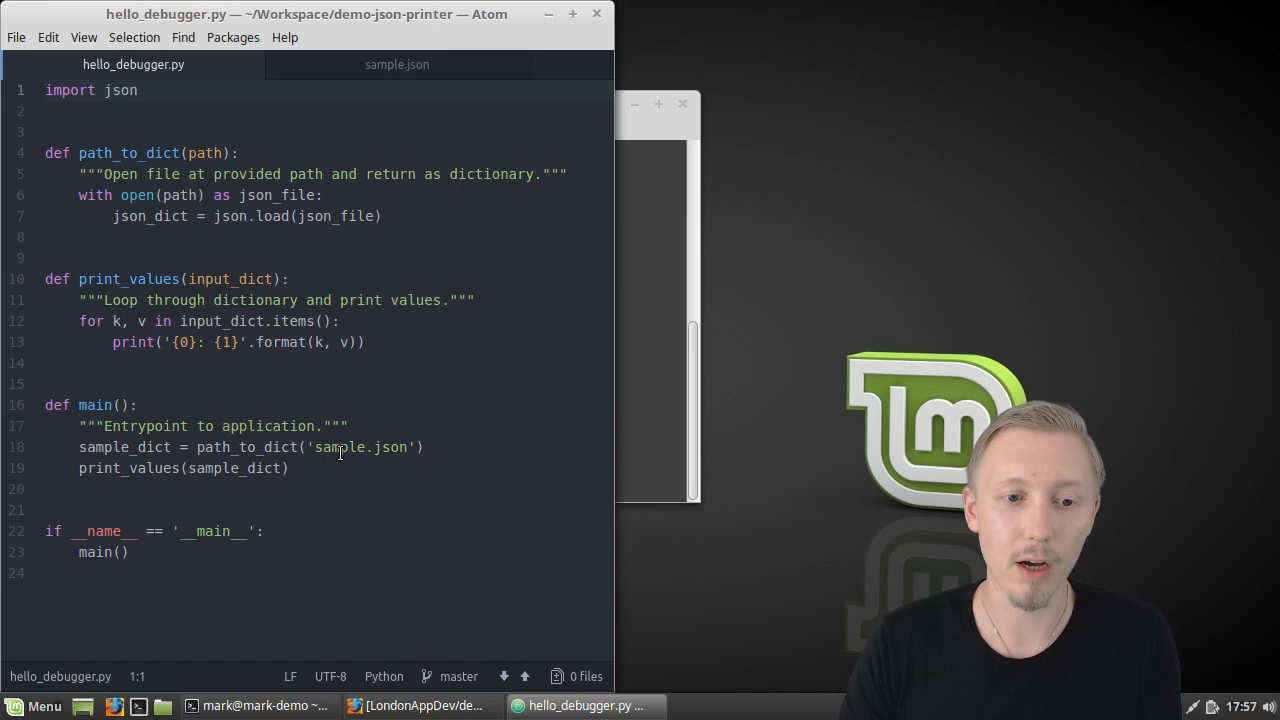 hello_debugger.py — ~/Workspace/demo-json-printer — Atom
File Edit View Selection Find Packages Help
hello_debugger.py sample.json
1 import json
2
3
4 def path_to_dict(path):
5 """Open file at provided path and return as dictionary."""
6 with open(path) as json_file:
7 json_dict = json.load(json_file)
8
9
10 def print_values(input_dict):
11 """Loop through dictionary and print values."""
12 for k, v in input_dict.items():
13 print('{0}: {1}'.format(k, v))
14
15
16 def main():
17 """Entrypoint to application."""
18 sample_dict = path_to_dict('sample.json')
19 print_values(sample_dict)
20
21
22 if __name__ == '__main__':
23 main()
24
lm
hello_debugger.py 1:1 LF UTF-8 Python master 0 files
Menu mark@mark-demo ~... [LondonAppDev/de... hello_debugger.py ... 17:57